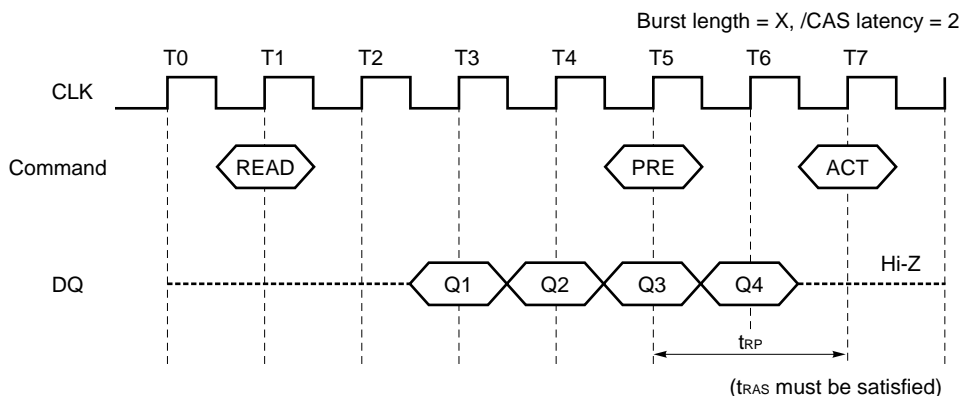 Burst length = X, /CAS latency = 2
T0 T1 T2 T3 T4 T5 T6 T7
CLK
Command READ PRE ACT
DQ Q1 Q2 Q3 Q4 Hi-Z
tRP
(tRAS must be satisfied)